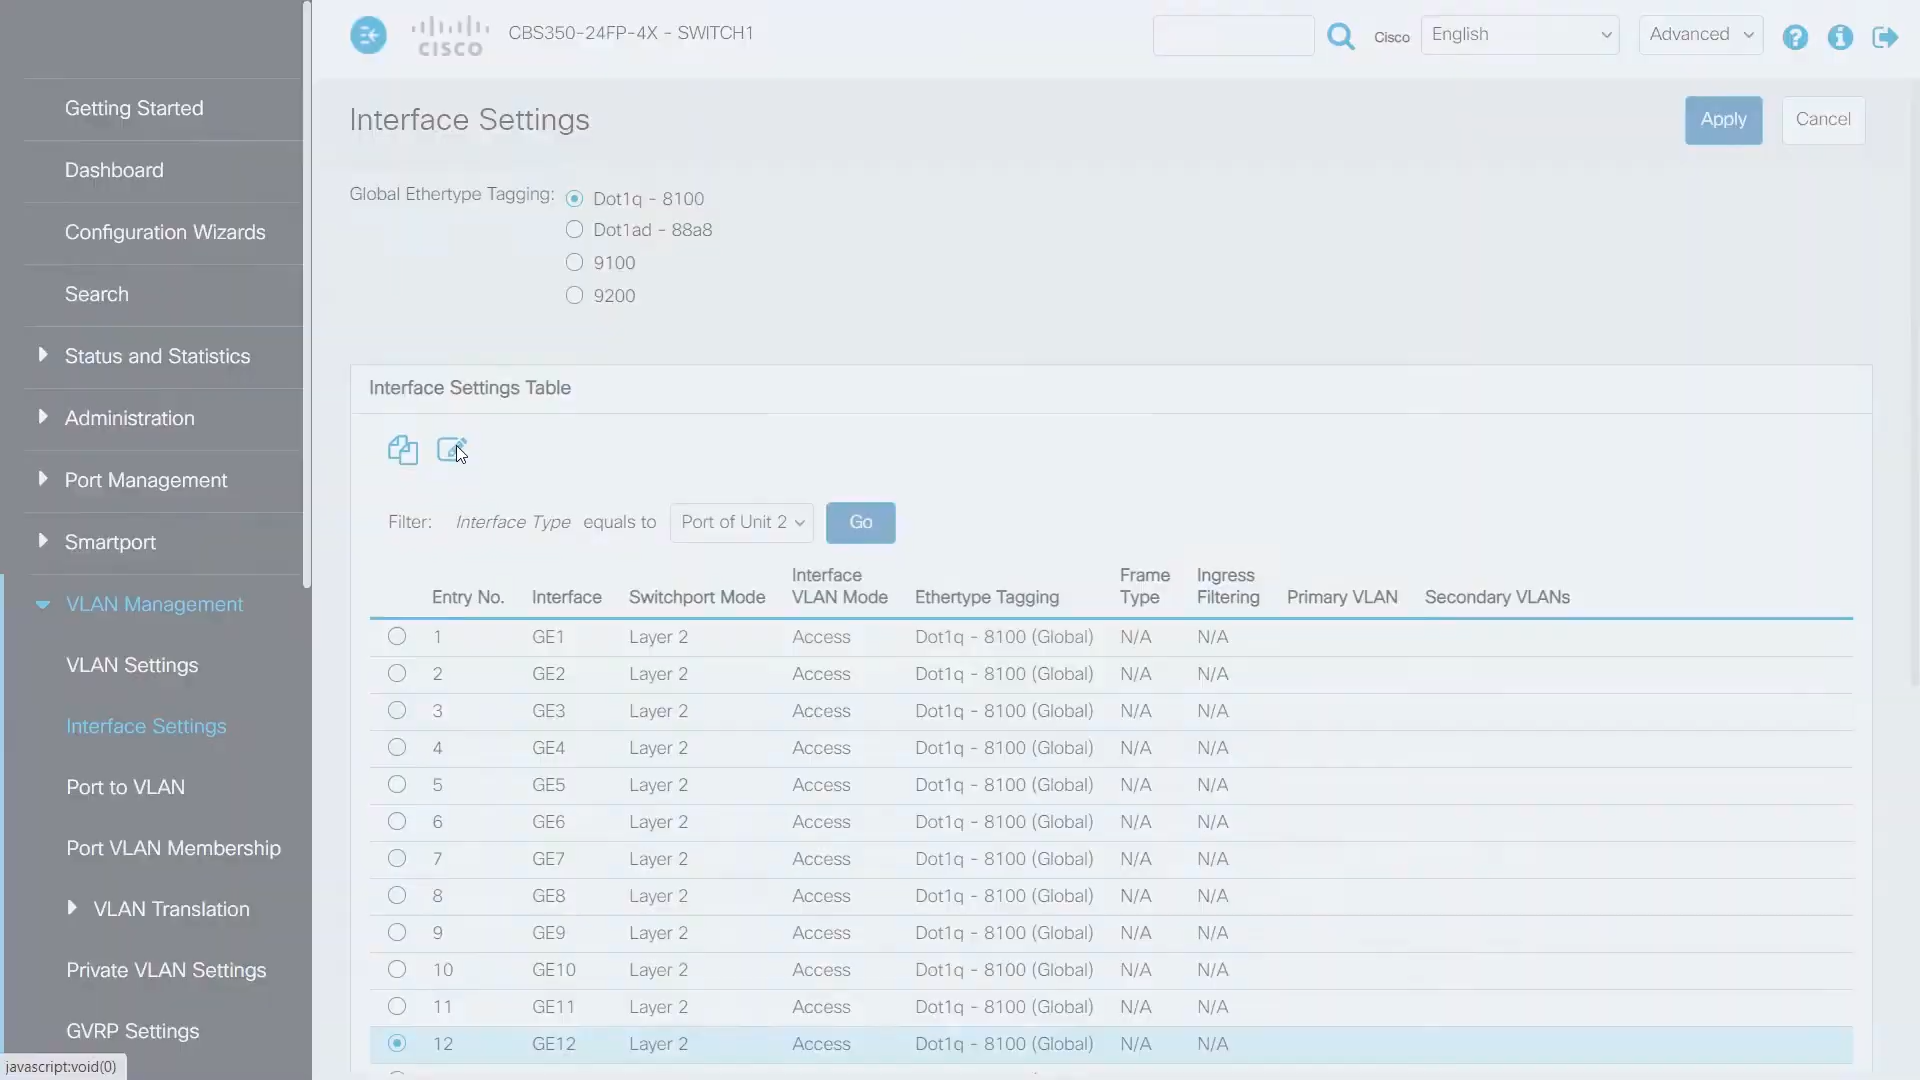 CISCO
CBS350-24FP-4X - SWITCH1
Cisco
English
Advanced
Getting Started
Dashboard
Configuration Wizards
Search
Status and Statistics
Administration
Port Management
Smartport
VLAN Management
VLAN Settings
Interface Settings
Port to VLAN
Port VLAN Membership
VLAN Translation
Private VLAN Settings
GVRP Settings
javascript:void(0)
Interface Settings
Apply
Cancel
Global Ethertype Tagging:
Dot1q - 8100
Dot1ad - 88a8
9100
9200
Interface Settings Table
Filter: Interface Type equals to Port of Unit 2 Go
Entry No. Interface Switchport Mode Interface VLAN Mode Ethertype Tagging Frame Type Ingress Filtering Primary VLAN Secondary VLANs
1 GE1 Layer 2 Access Dot1q - 8100 (Global) N/A N/A
2 GE2 Layer 2 Access Dot1q - 8100 (Global) N/A N/A
3 GE3 Layer 2 Access Dot1q - 8100 (Global) N/A N/A
4 GE4 Layer 2 Access Dot1q - 8100 (Global) N/A N/A
5 GE5 Layer 2 Access Dot1q - 8100 (Global) N/A N/A
6 GE6 Layer 2 Access Dot1q - 8100 (Global) N/A N/A
7 GE7 Layer 2 Access Dot1q - 8100 (Global) N/A N/A
8 GE8 Layer 2 Access Dot1q - 8100 (Global) N/A N/A
9 GE9 Layer 2 Access Dot1q - 8100 (Global) N/A N/A
10 GE10 Layer 2 Access Dot1q - 8100 (Global) N/A N/A
11 GE11 Layer 2 Access Dot1q - 8100 (Global) N/A N/A
12 GE12 Layer 2 Access Dot1q - 8100 (Global) N/A N/A